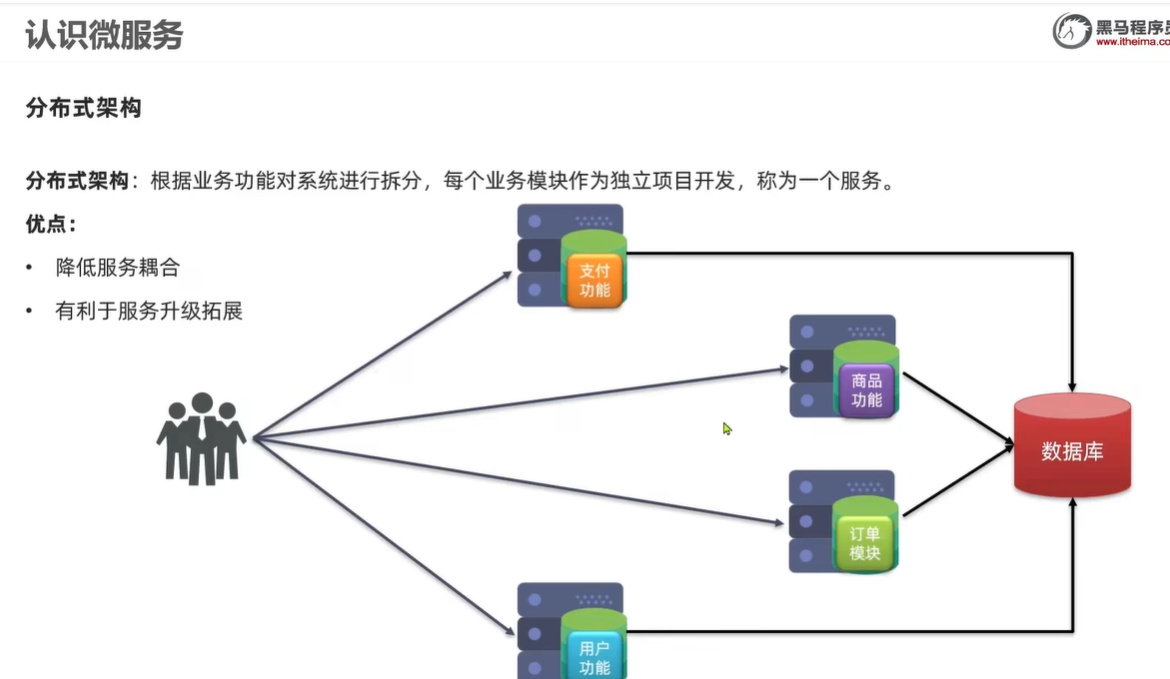 认识微服务
黑马程序员
www.itheima.co
分布式架构
分布式架构：根据业务功能对系统进行拆分，每个业务模块作为独立项目开发，称为一个服务。
优点：
• 降低服务耦合
• 有利于服务升级拓展
支付
功能
商品
功能
数据库
订单
模块
用户
功能